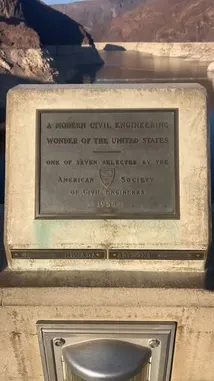 A MODERN CIVIL ENGINEERING
WONDER OF THE UNITED STATES
ONE OF SEVEN SELECTED BY THE
AMERICAN SOCIETY
OF CIVIL ENGINEERS
1955